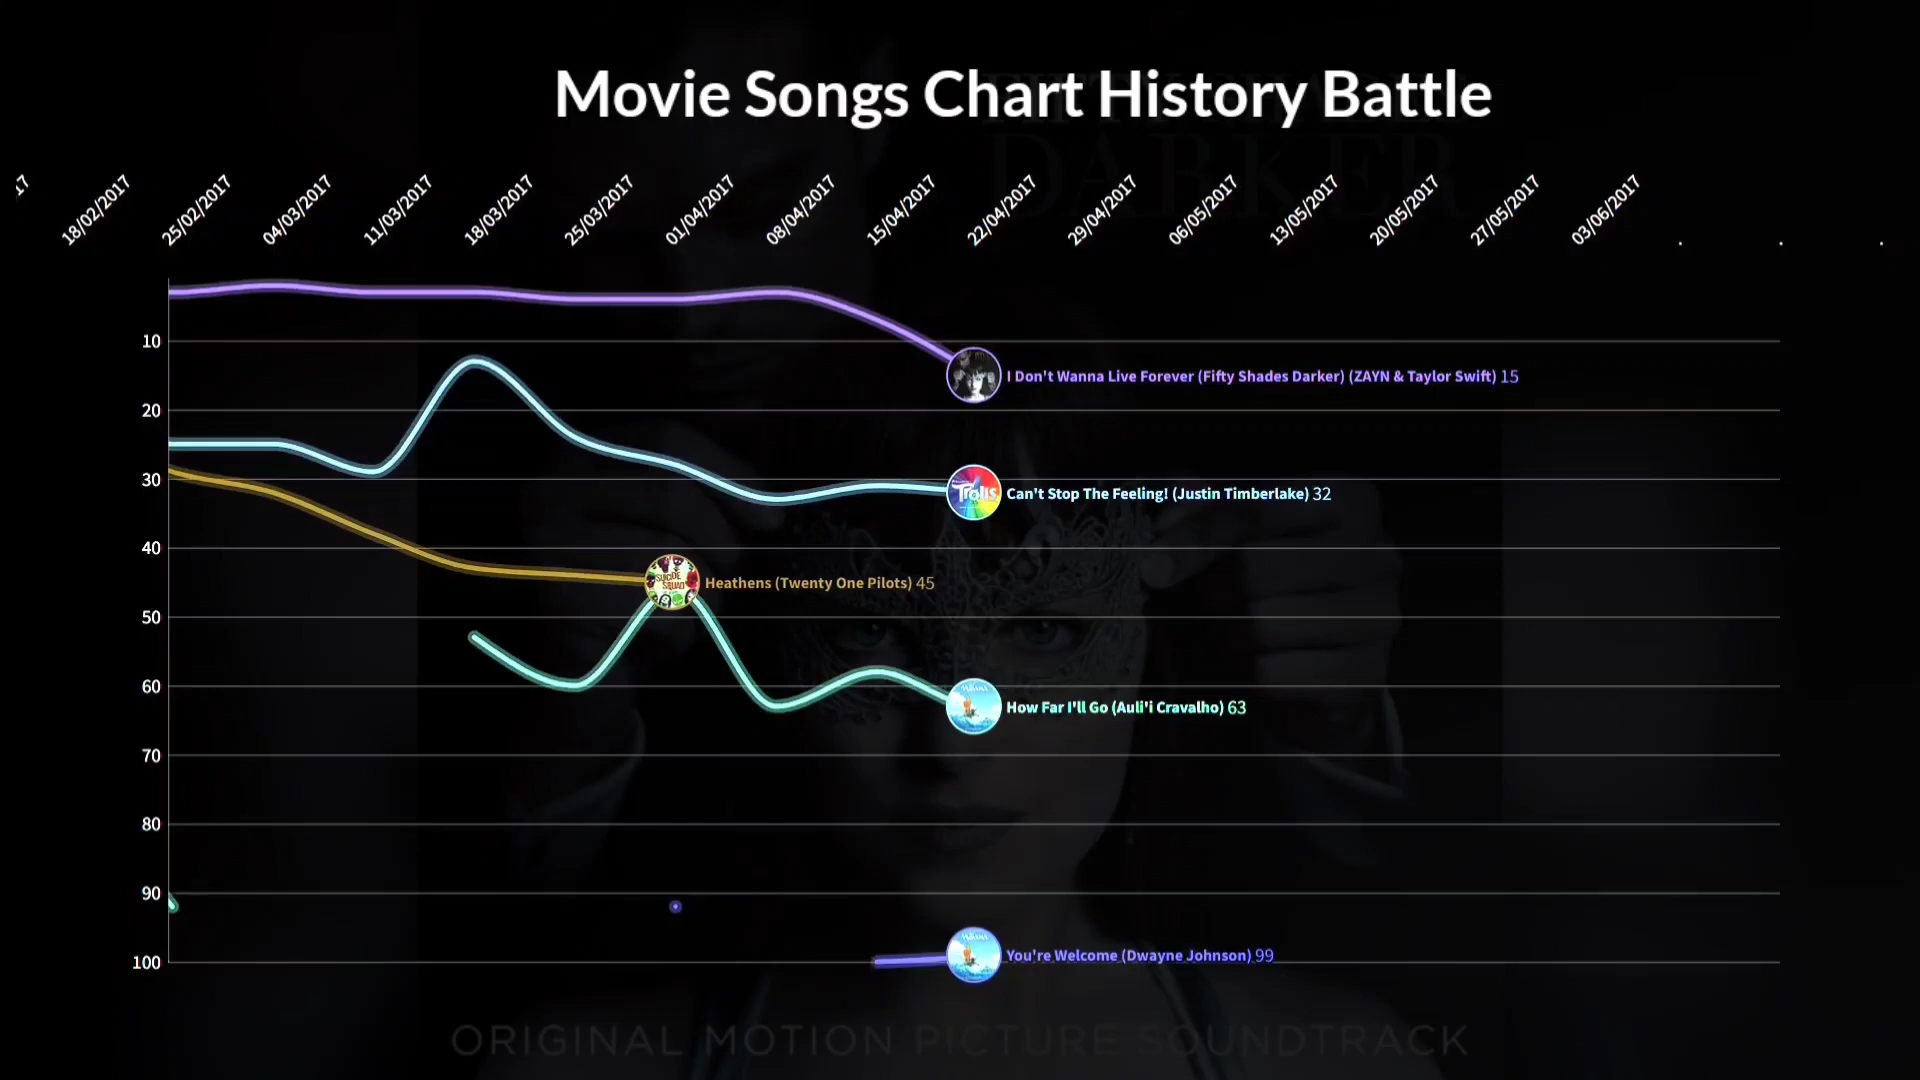 Movie Songs Chart History Battle
DARKER
18/02/2017
25/02/2017
04/03/2017
11/03/2017
18/03/2017
25/03/2017
01/04/2017
08/04/2017
15/04/2017
22/04/2017
29/04/2017
06/05/2017
13/05/2017
20/05/2017
27/05/2017
03/06/2017
10
I Don't Wanna Live Forever (Fifty Shades Darker) (ZAYN & Taylor Swift) 15
20
30
Trolls
Can't Stop The Feeling! (Justin Timberlake) 32
40
SUICIDE
SQUAD
Heathens (Twenty One Pilots) 45
50
60
How Far I'll Go (Auli'i Cravalho) 63
70
80
90
You're Welcome (Dwayne Johnson) 99
100
ORIGINAL MOTION PICTURE SOUNDTRACK